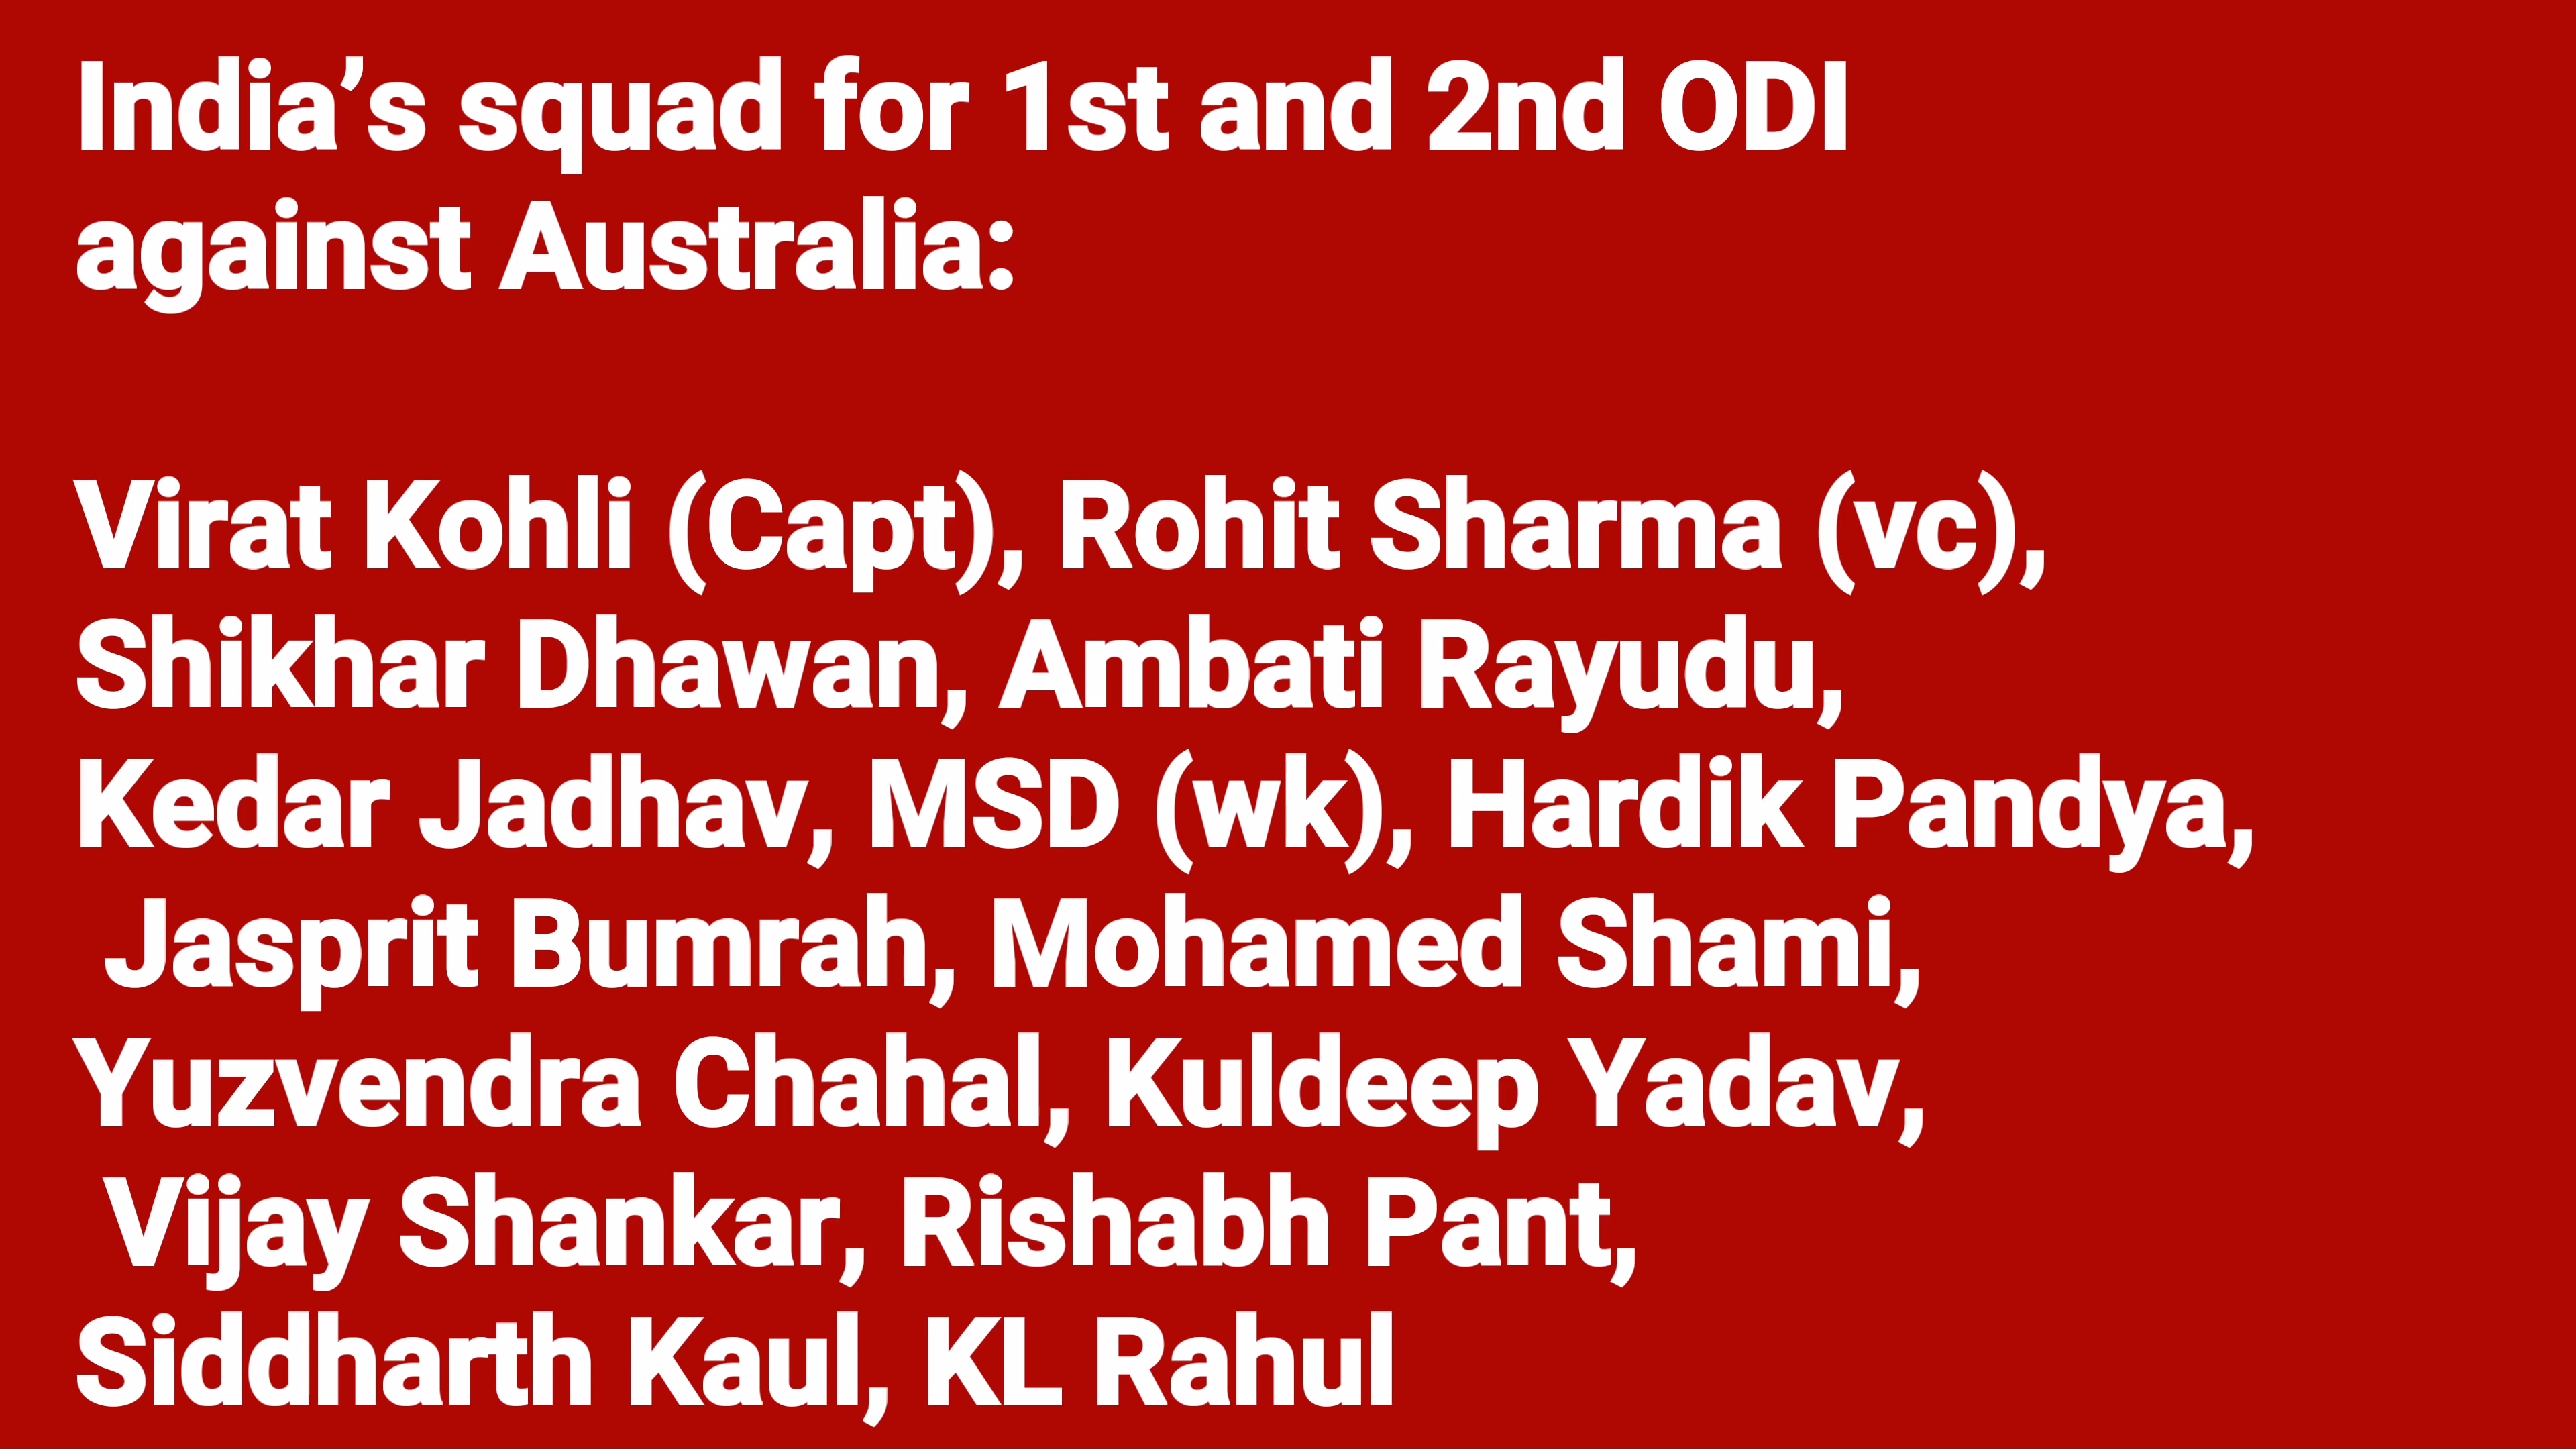 India’s squad for 1st and 2nd ODI
against Australia:
Virat Kohli (Capt), Rohit Sharma (vc),
Shikhar Dhawan, Ambati Rayudu,
Kedar Jadhav, MSD (wk), Hardik Pandya,
Jasprit Bumrah, Mohamed Shami,
Yuzvendra Chahal, Kuldeep Yadav,
Vijay Shankar, Rishabh Pant,
Siddharth Kaul, KL Rahul